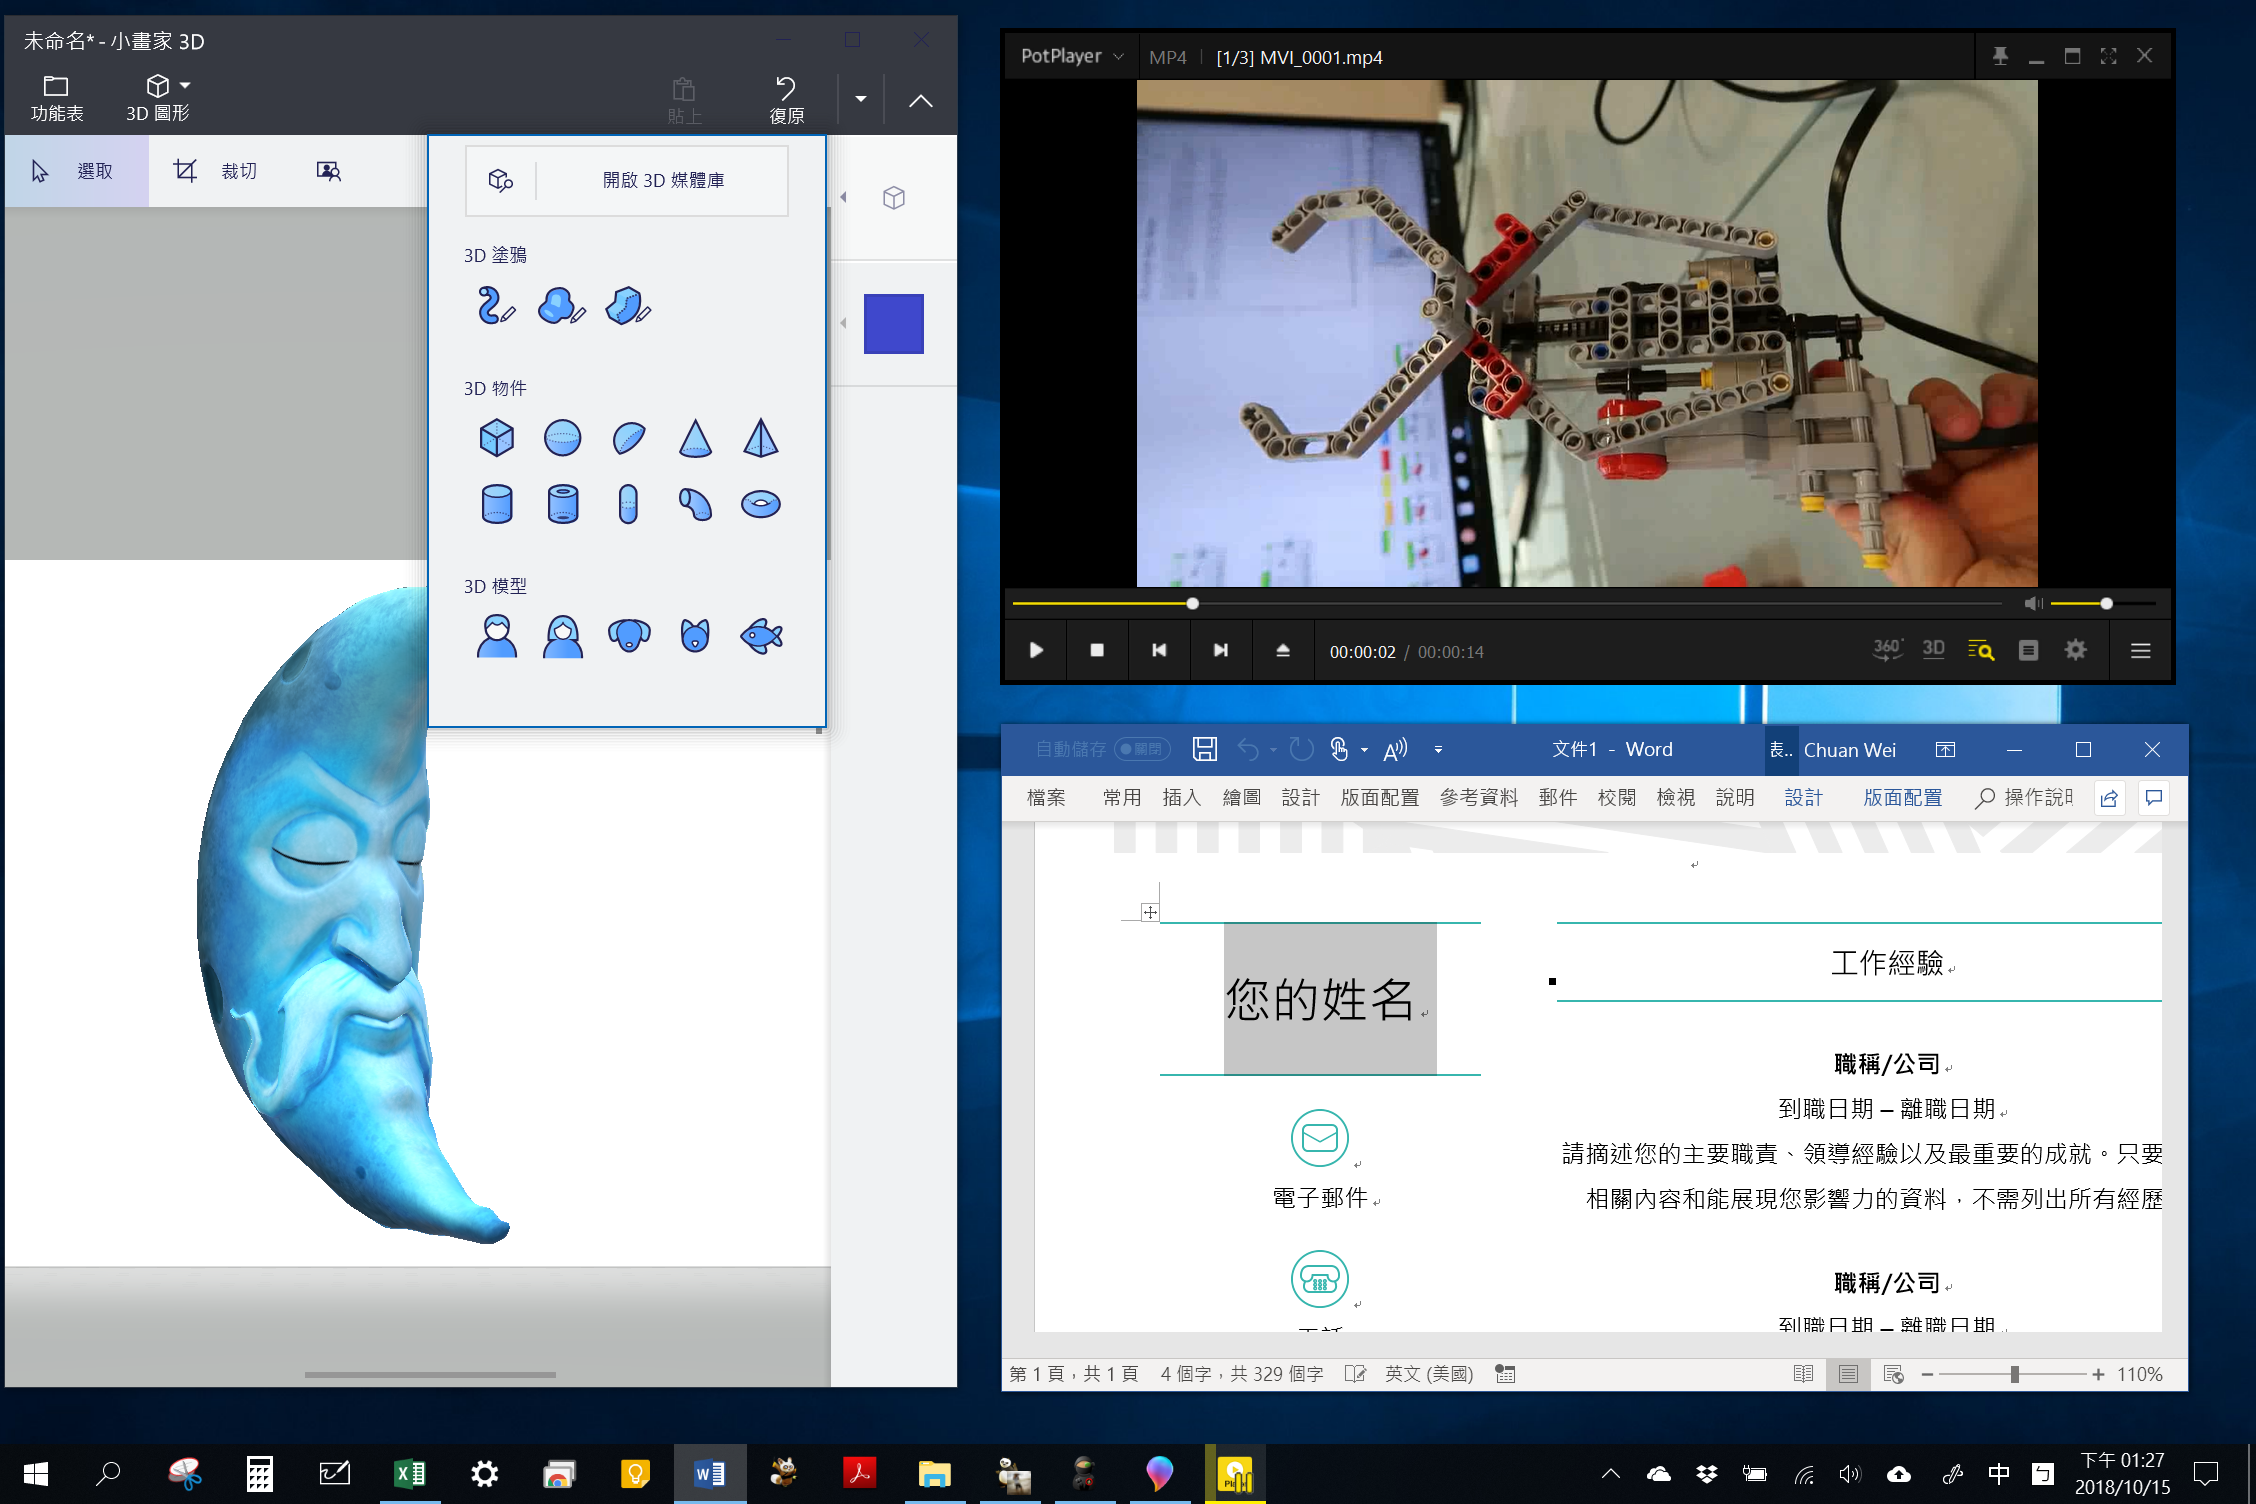 未命名* - 小畫家 3D
功能表
3D 圖形
貼上
復原
選取
裁切
開啟 3D 媒體庫
3D 塗鴉
3D 物件
3D 模型
PotPlayer
MP4
[1/3] MVI_0001.mp4
00:00:02 / 00:00:14
360°
3D
自動儲存
關閉
文件1 - Word
表..
Chuan Wei
檔案 常用 插入 繪圖 設計 版面配置 參考資料 郵件 校閱 檢視 說明 設計 版面配置 操作說明
您的姓名
電子郵件
電話
工作經驗
職稱/公司
到職日期 – 離職日期
請摘述您的主要職責、領導經驗以及最重要的成就。只要
相關內容和能展現您影響力的資料，不需列出所有經歷
職稱/公司
到職日期 – 離職日期
第 1 頁，共 1 頁
4 個字，共 329 個字
英文 (美國)
110%
中
ㄅ
下午 01:27
2018/10/15